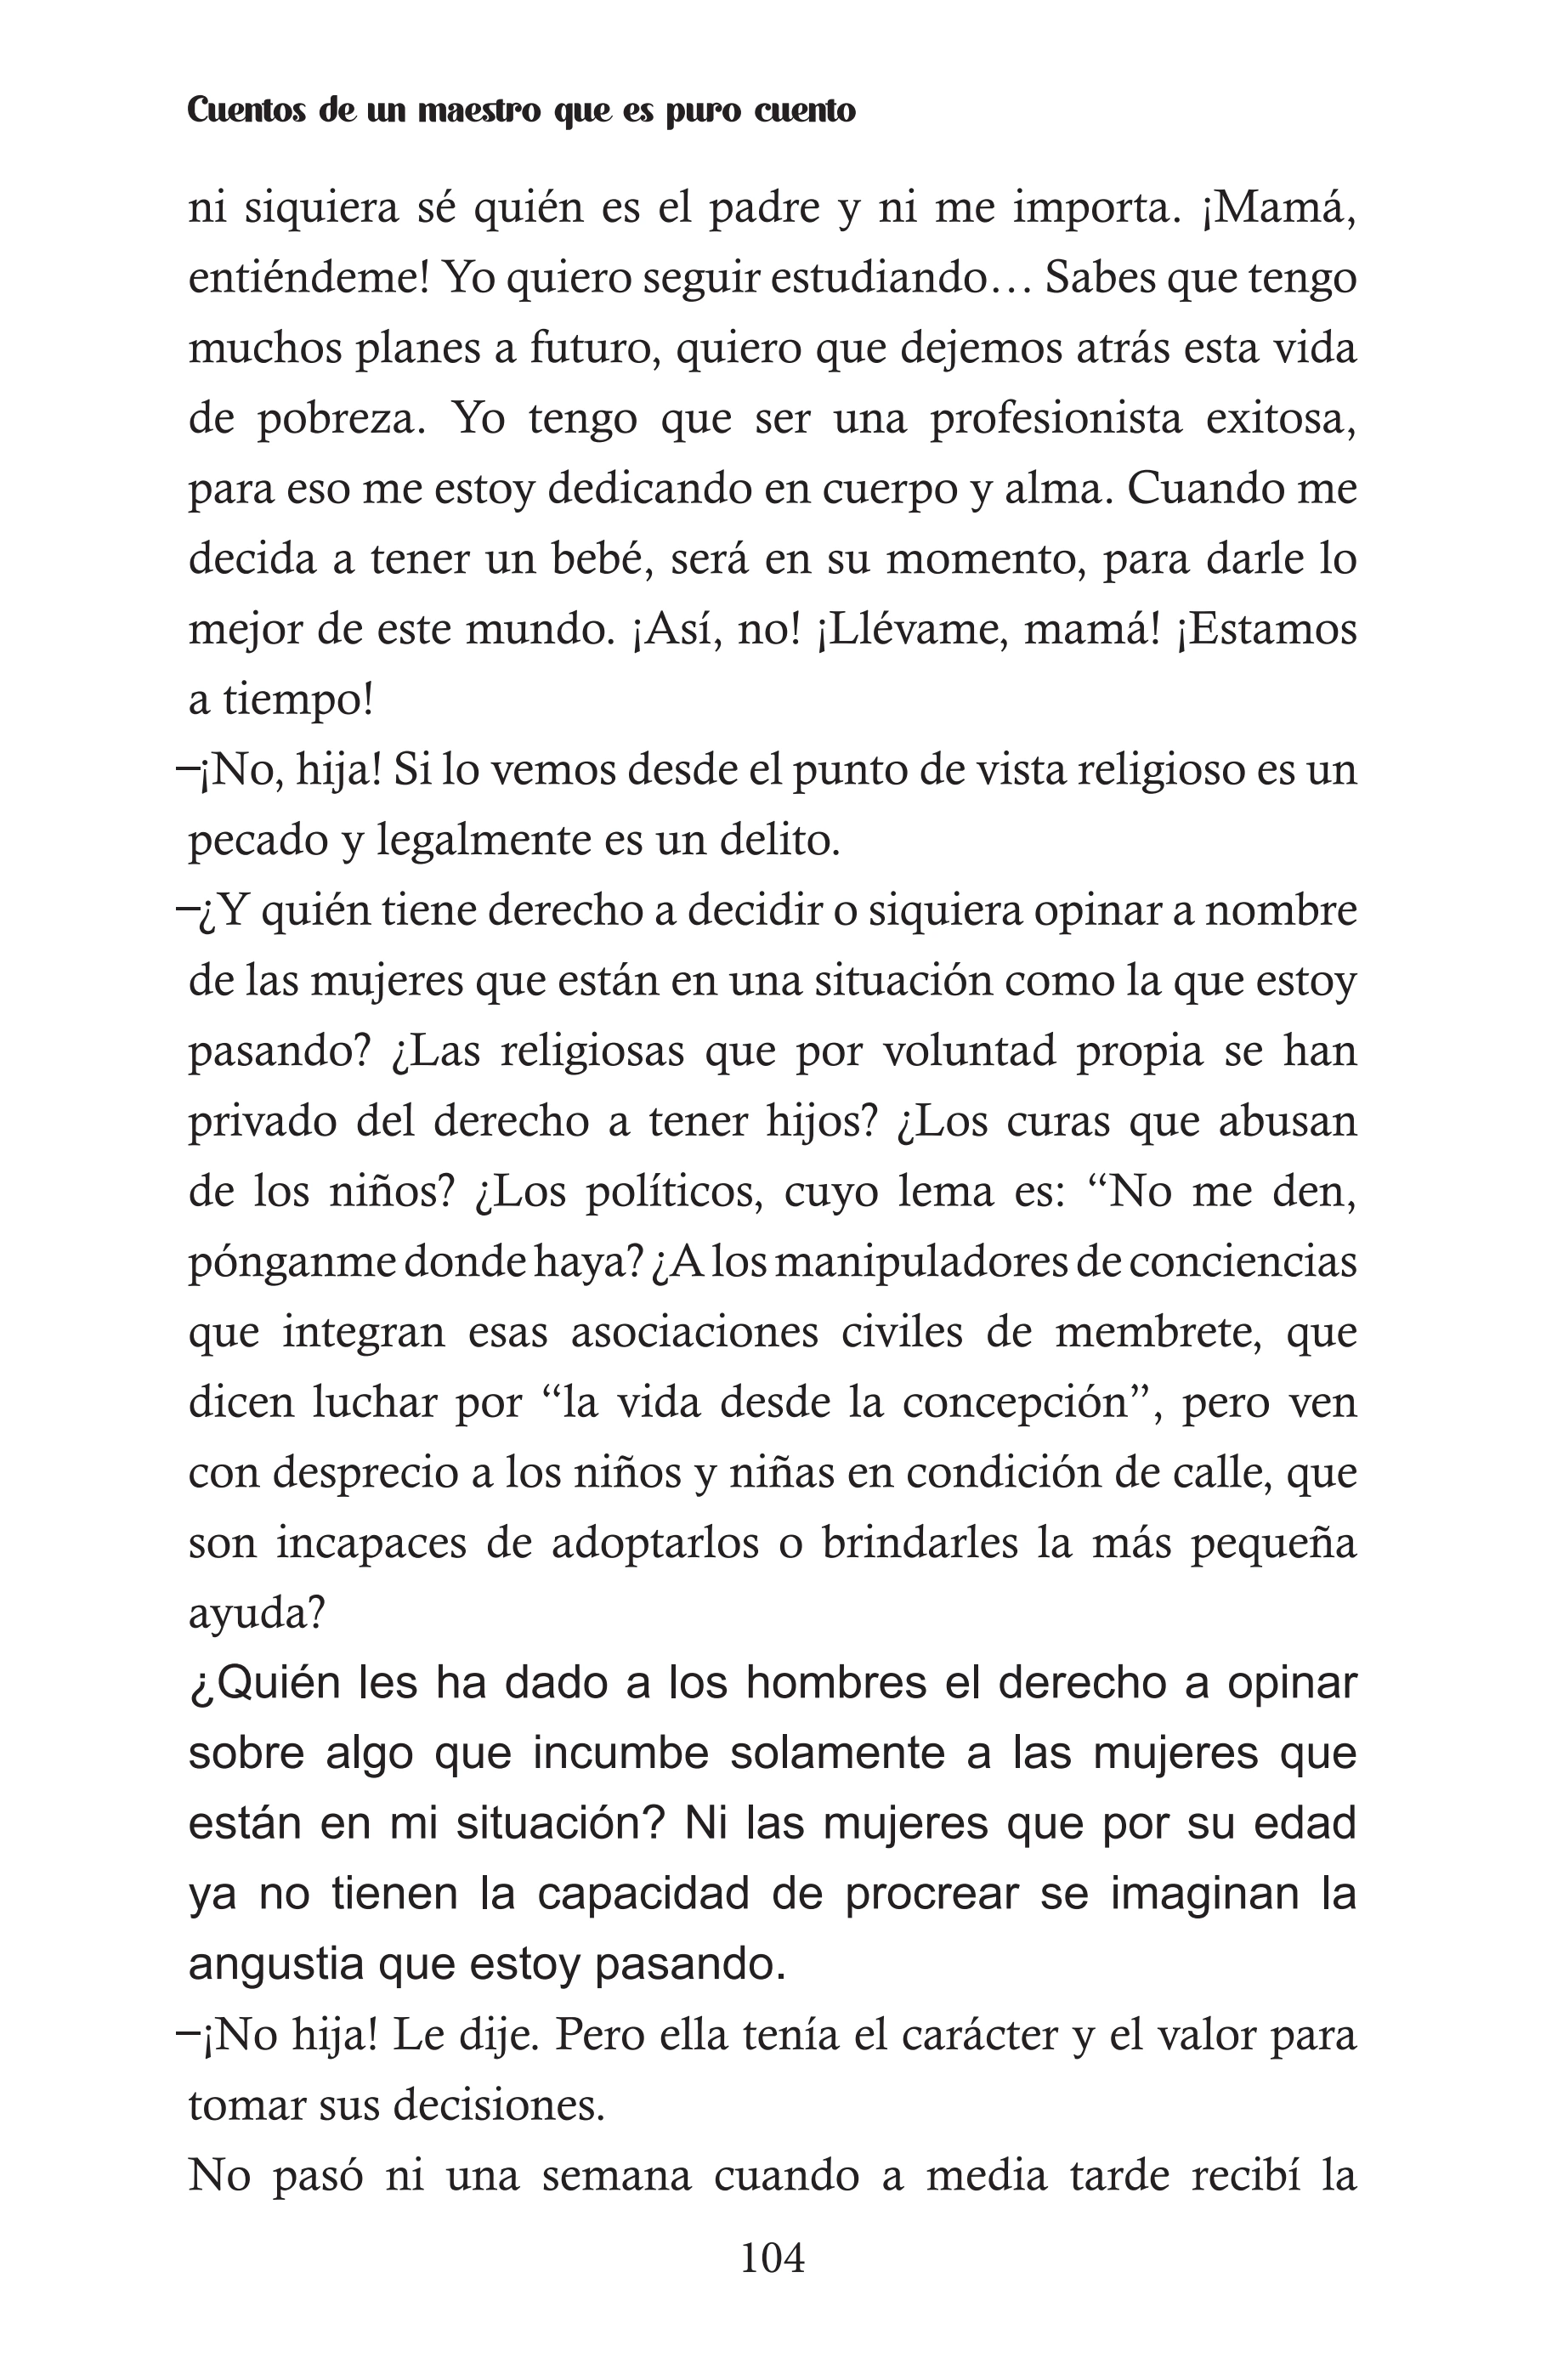 Cuentos de un maestro que es puro cuento
ni siquiera sé quién es el padre y ni me importa. ¡Mamá,
entiéndeme! Yo quiero seguir estudiando… Sabes que tengo
muchos planes a futuro, quiero que dejemos atrás esta vida
de pobreza. Yo tengo que ser una profesionista exitosa,
para eso me estoy dedicando en cuerpo y alma. Cuando me
decida a tener un bebé, será en su momento, para darle lo
mejor de este mundo. ¡Así, no! ¡Llévame, mamá! ¡Estamos
a tiempo!
–¡No, hija! Si lo vemos desde el punto de vista religioso es un
pecado y legalmente es un delito.
–¿Y quién tiene derecho a decidir o siquiera opinar a nombre
de las mujeres que están en una situación como la que estoy
pasando? ¿Las religiosas que por voluntad propia se han
privado del derecho a tener hijos? ¿Los curas que abusan
de los niños? ¿Los políticos, cuyo lema es: “No me den,
pónganme donde haya? ¿A los manipuladores de conciencias
que integran esas asociaciones civiles de membrete, que
dicen luchar por “la vida desde la concepción”, pero ven
con desprecio a los niños y niñas en condición de calle, que
son incapaces de adoptarlos o brindarles la más pequeña
ayuda?
¿Quién les ha dado a los hombres el derecho a opinar
sobre algo que incumbe solamente a las mujeres que
están en mi situación? Ni las mujeres que por su edad
ya no tienen la capacidad de procrear se imaginan la
angustia que estoy pasando.
–¡No hija! Le dije. Pero ella tenía el carácter y el valor para
tomar sus decisiones.
No pasó ni una semana cuando a media tarde recibí la
104